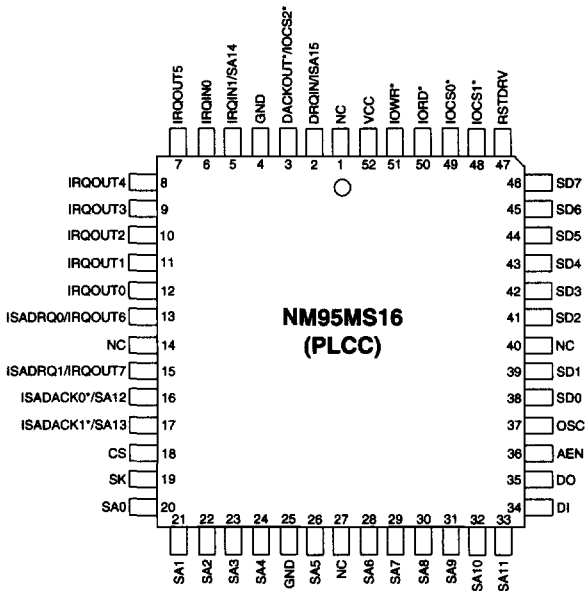 IRQOUT5
IRQIN0
IRQIN1/SA14
GND
DACKOUT*/IOCS2*
DRQIN/ISA15
NC
VCC
IOWR*
IORD*
IOCS0*
IOCS1*
RSTDRV
7 6 5 4 3 2 1 52 51 50 49 48 47
IRQOUT4 8
IRQOUT3 9
IRQOUT2 10
IRQOUT1 11
IRQOUT0 12
ISADRQ0/IRQOUT6 13
NC 14
ISADRQ1/IRQOUT7 15
ISADACK0*/SA12 16
ISADACK1*/SA13 17
CS 18
SK 19
SA0 20
NM95MS16
(PLCC)
46 SD7
45 SD6
44 SD5
43 SD4
42 SD3
41 SD2
40 NC
39 SD1
38 SD0
37 OSC
36 AEN
35 DO
34 DI
21 22 23 24 25 26 27 28 29 30 31 32 33
SA1
SA2
SA3
SA4
GND
SA5
NC
SA6
SA7
SA8
SA9
SA10
SA11